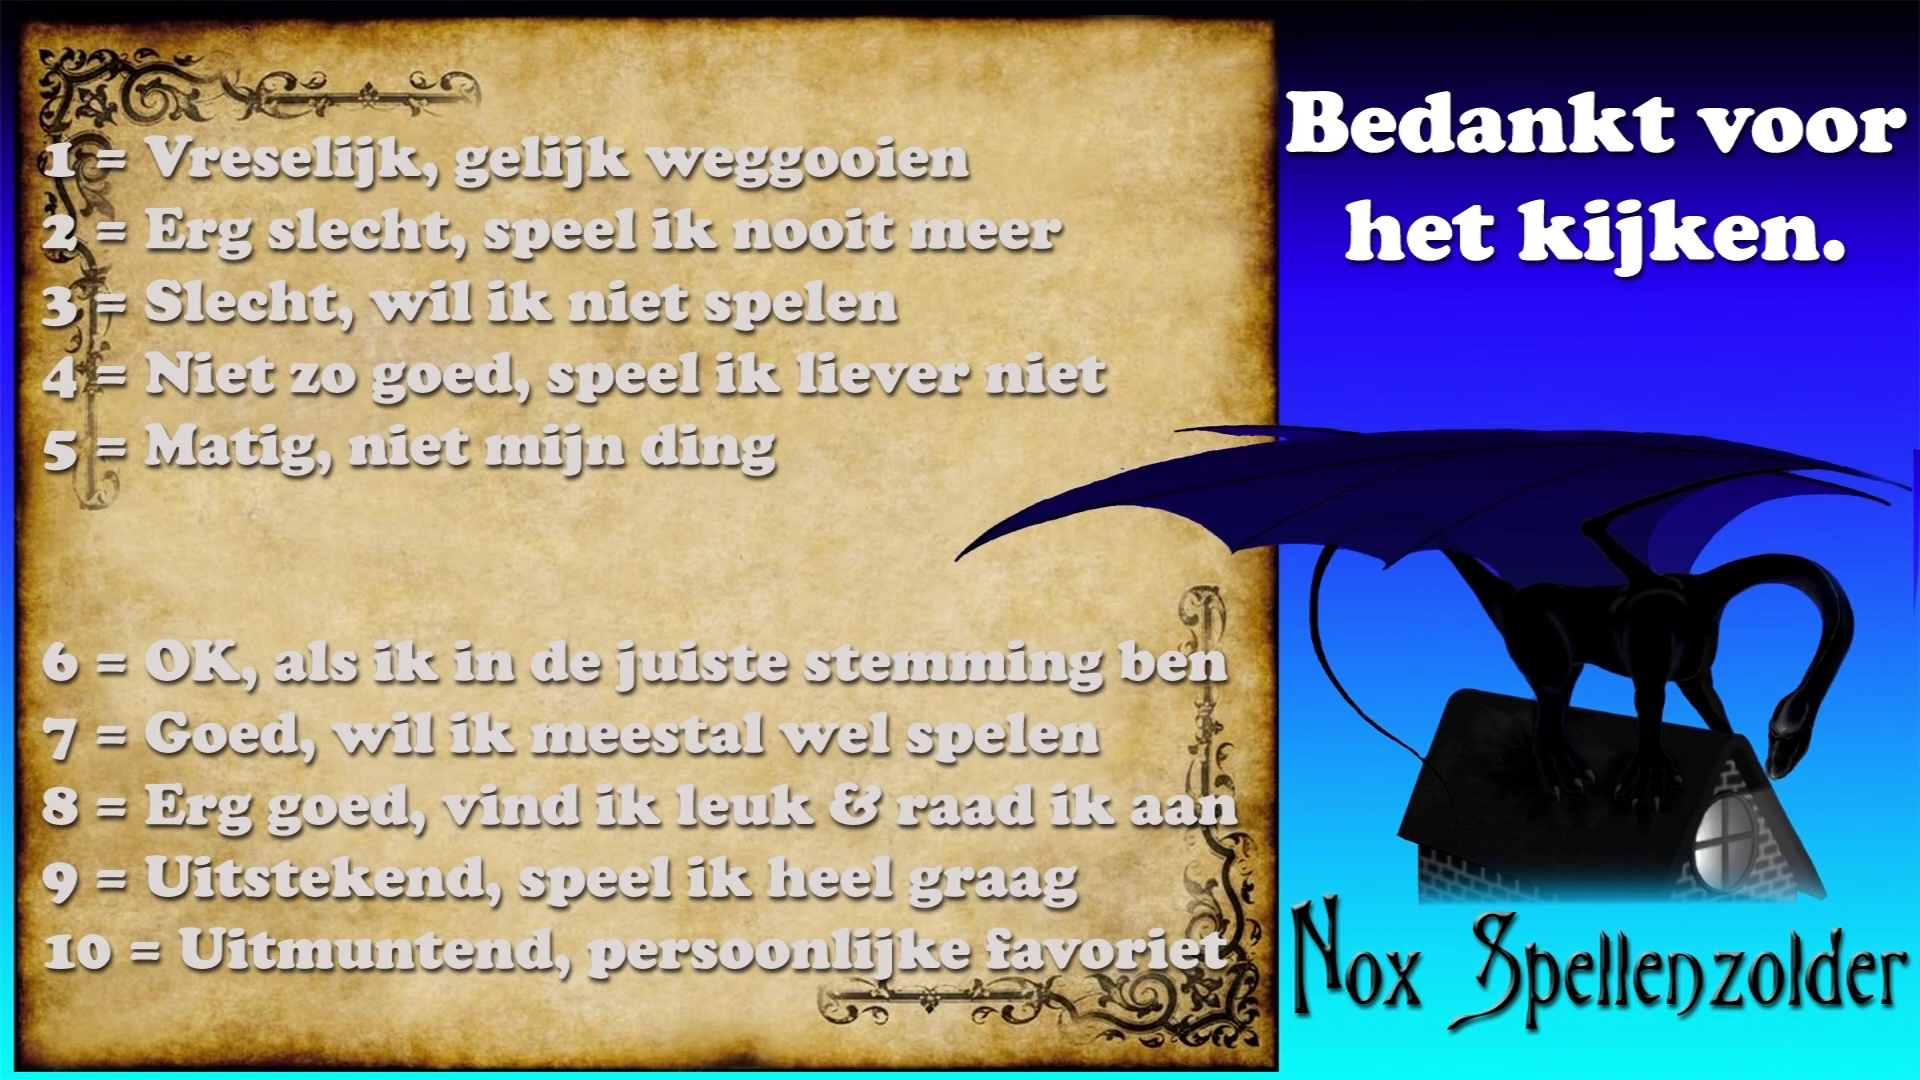 1 = Vreselijk, gelijk weggooien
2 = Erg slecht, speel ik nooit meer
3 = Slecht, wil ik niet spelen
4 = Niet zo goed, speel ik liever niet
5 = Matig, niet mijn ding
6 = OK, als ik in de juiste stemming ben
7 = Goed, wil ik meestal wel spelen
8 = Erg goed, vind ik leuk & raad ik aan
9 = Uitstekend, speel ik heel graag
10 = Uitmuntend, persoonlijke favoriet
Bedankt voor
het kijken.
Nox Spellenzolder